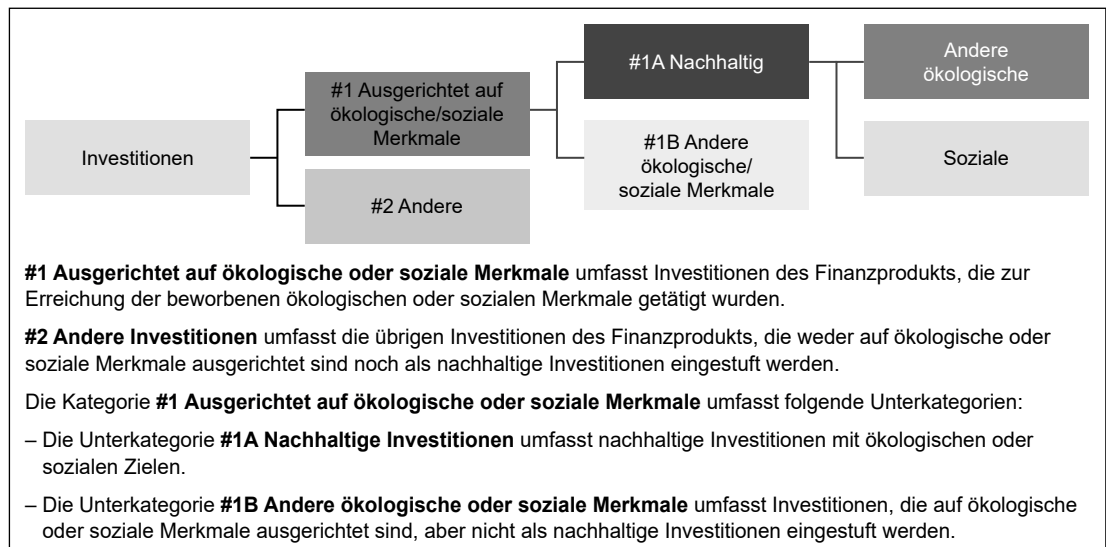 Investitionen
#1 Ausgerichtet auf
ökologische/soziale
Merkmale
#2 Andere
#1A Nachhaltig
#1B Andere
ökologische/
soziale Merkmale
Andere
ökologische
Soziale
#1 Ausgerichtet auf ökologische oder soziale Merkmale umfasst Investitionen des Finanzprodukts, die zur
Erreichung der beworbenen ökologischen oder sozialen Merkmale getätigt wurden.
#2 Andere Investitionen umfasst die übrigen Investitionen des Finanzprodukts, die weder auf ökologische oder
soziale Merkmale ausgerichtet sind noch als nachhaltige Investitionen eingestuft werden.
Die Kategorie #1 Ausgerichtet auf ökologische oder soziale Merkmale umfasst folgende Unterkategorien:
– Die Unterkategorie #1A Nachhaltige Investitionen umfasst nachhaltige Investitionen mit ökologischen oder
sozialen Zielen.
– Die Unterkategorie #1B Andere ökologische oder soziale Merkmale umfasst Investitionen, die auf ökologische
oder soziale Merkmale ausgerichtet sind, aber nicht als nachhaltige Investitionen eingestuft werden.